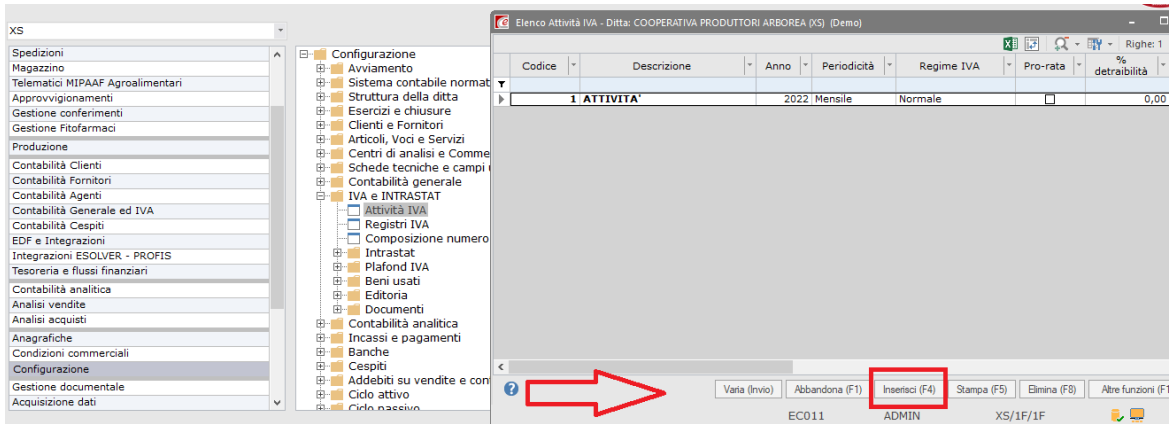 XS
Spedizioni
Magazzino
Telematici MIPAAF Agroalimentari
Approvvigionamenti
Gestione conferimenti
Gestione Fitofarmaci
Produzione
Contabilità Clienti
Contabilità Fornitori
Contabilità Agenti
Contabilità Generale ed IVA
Contabilità Cespiti
EDF e Integrazioni
Integrazioni ESOLVER - PROFIS
Tesoreria e flussi finanziari
Contabilità analitica
Analisi vendite
Analisi acquisti
Anagrafiche
Condizioni commerciali
Configurazione
Gestione documentale
Acquisizione dati
Configurazione
Avviamento
Sistema contabile normat
Struttura della ditta
Esercizi e chiusure
Clienti e Fornitori
Articoli, Voci e Servizi
Centri di analisi e Comme
Schede tecniche e campi
Contabilità generale
IVA e INTRASTAT
Attività IVA
Registri IVA
Composizione numero
Intrastat
Plafond IVA
Beni usati
Editoria
Documenti
Contabilità analitica
Incassi e pagamenti
Banche
Cespiti
Addebiti su vendite e con
Ciclo attivo
Ciclo passivo
Elenco Attività IVA - Ditta: COOPERATIVA PRODUTTORI ARBOREA (XS) (Demo)
Righe: 1
Codice Descrizione Anno Periodicità Regime IVA Pro-rata % detraibilità
1 ATTIVITA' 2022 Mensile Normale 0,00
Varia (Invio) Abbandona (F1) Inserisci (F4) Stampa (F5) Elimina (F8) Altre funzioni (F1
EC011 ADMIN XS/1F/1F